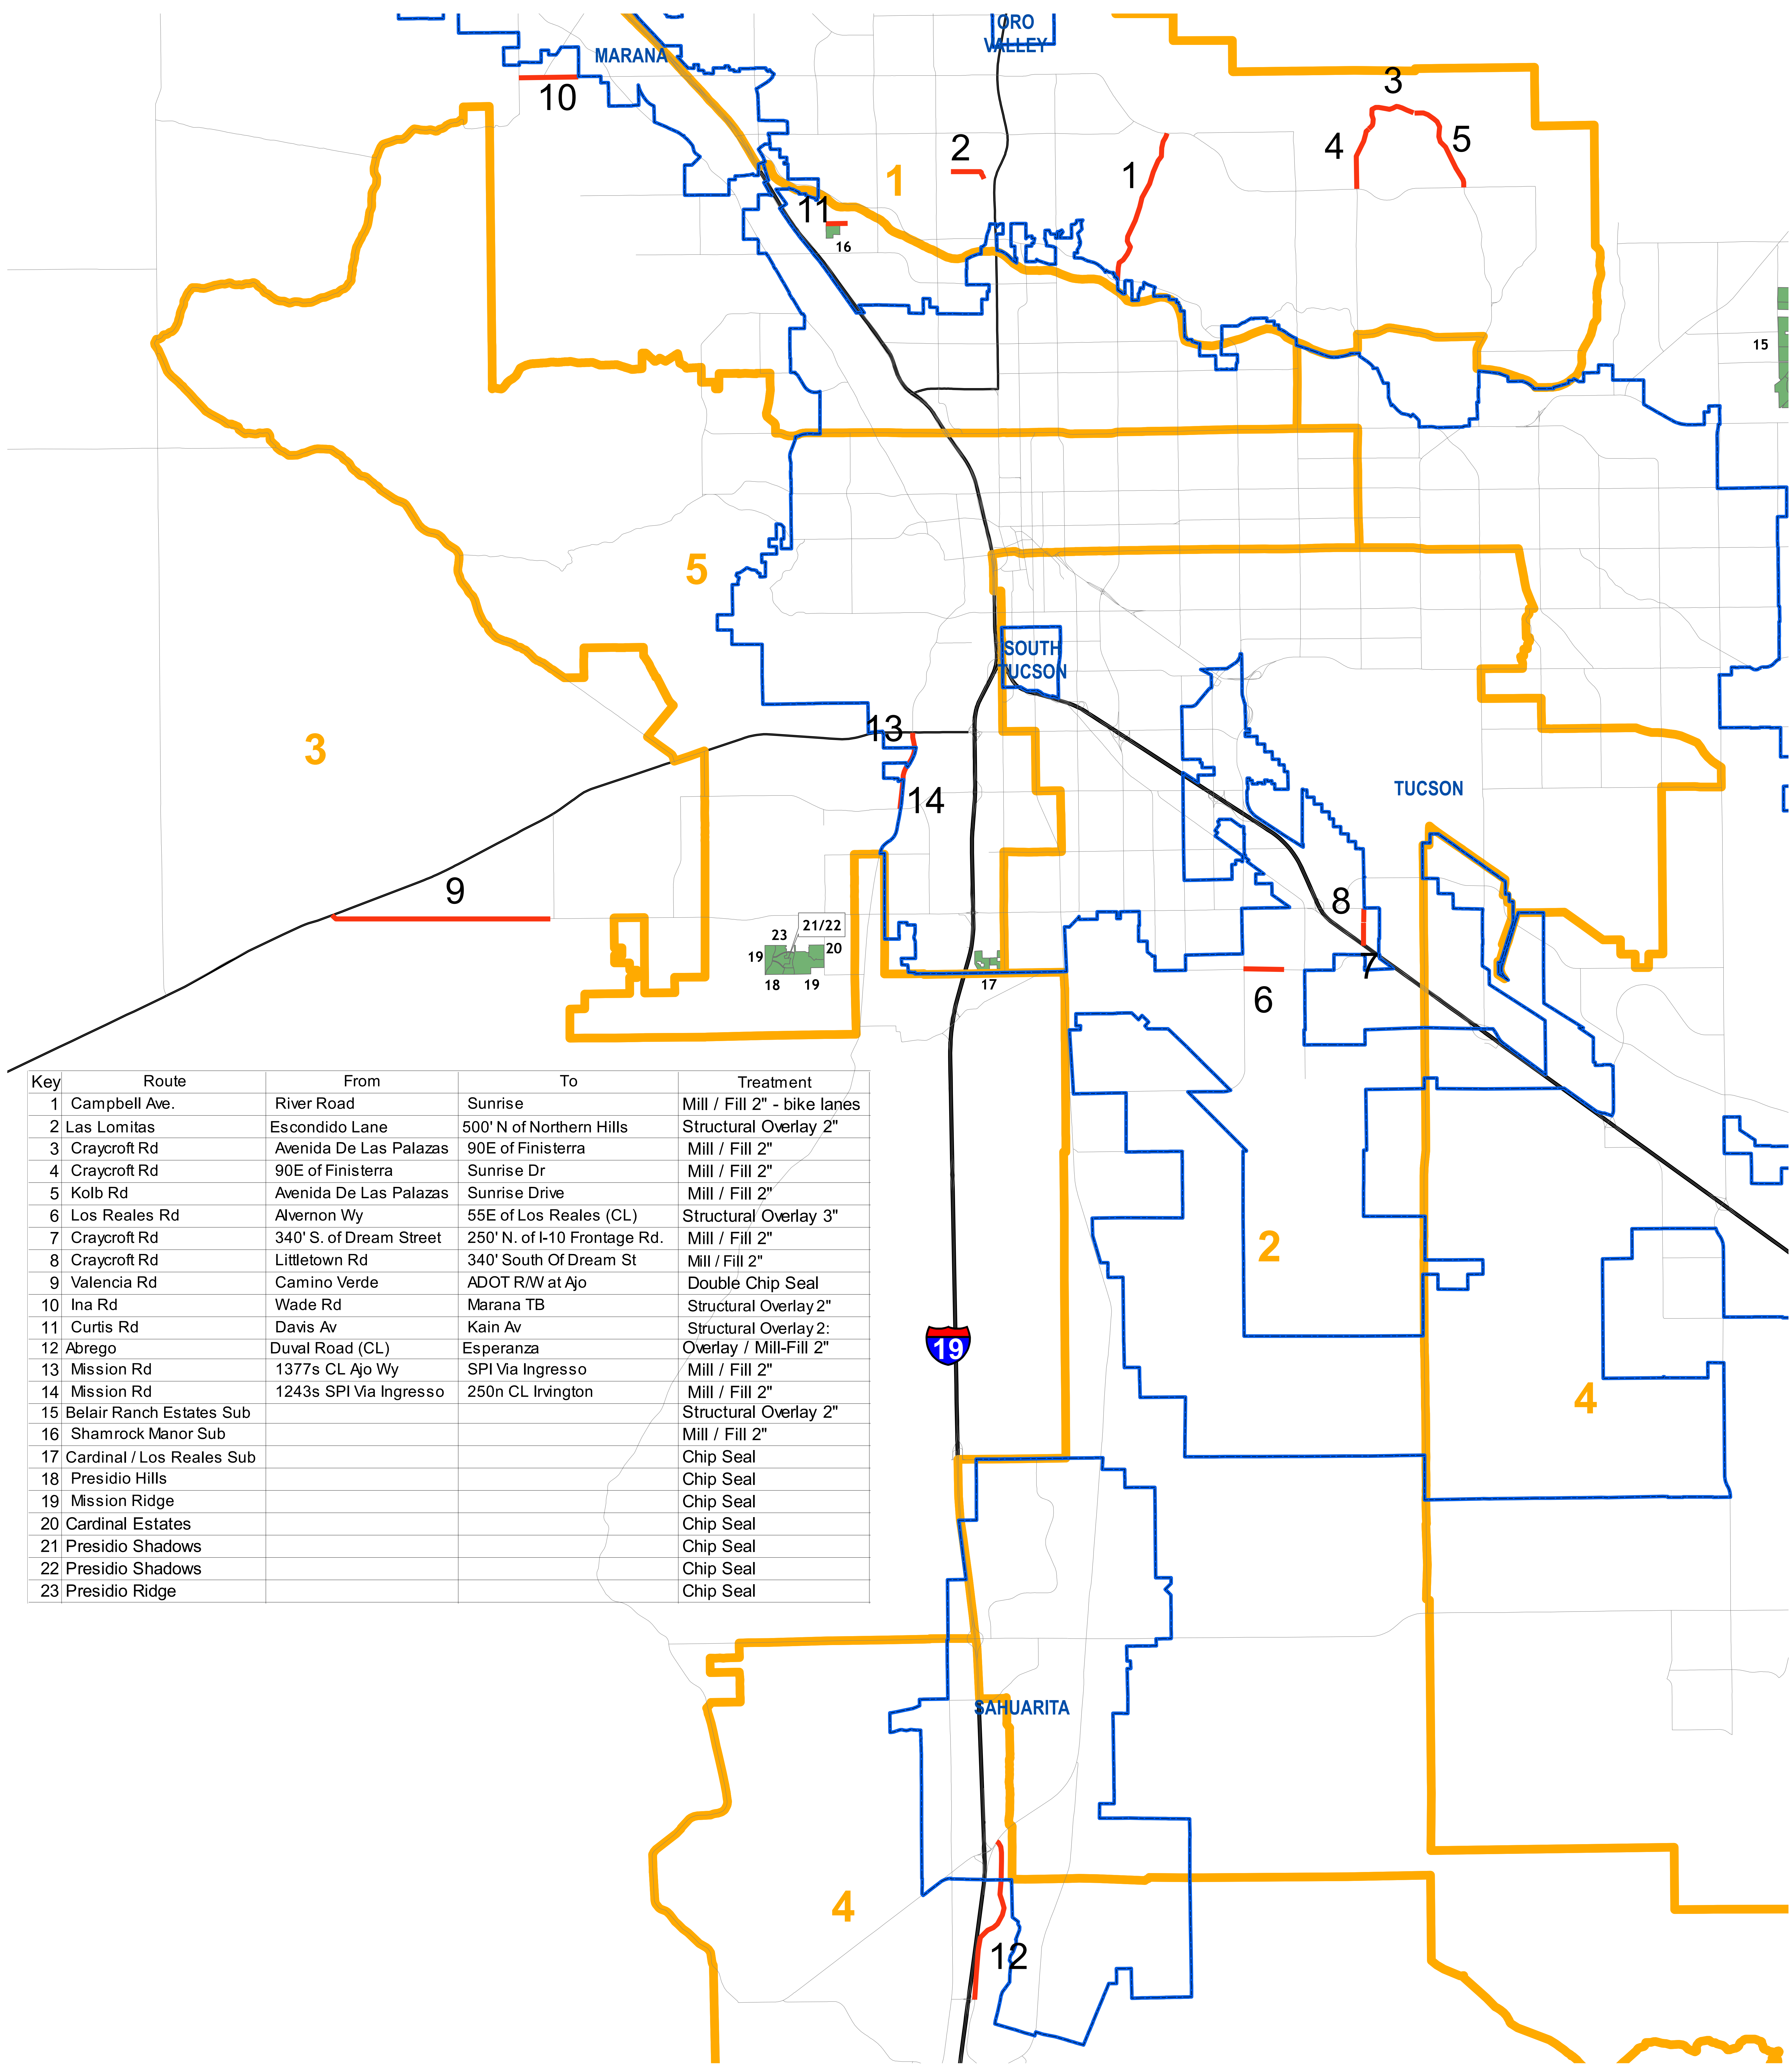 ORO
VALLEY
MARANA
10
3
4
5
2
1
1
11
16
15
5
SOUTH
TUCSON
3
13
14
TUCSON
9
8
21/22
23
19
20
18
19
17
7
6
Key Route From To Treatment
1 Campbell Ave. River Road Sunrise Mill / Fill 2" - bike lanes
2 Las Lomitas Escondido Lane 500' N of Northern Hills Structural Overlay 2"
3 Craycroft Rd Avenida De Las Palazas 90E of Finisterra Mill / Fill 2"
4 Craycroft Rd 90E of Finisterra Sunrise Dr Mill / Fill 2"
5 Kolb Rd Avenida De Las Palazas Sunrise Drive Mill / Fill 2"
6 Los Reales Rd Alvernon Wy 55E of Los Reales (CL) Structural Overlay 3"
7 Craycroft Rd 340' S. of Dream Street 250' N. of I-10 Frontage Rd. Mill / Fill 2"
8 Craycroft Rd Littletown Rd 340' South Of Dream St Mill / Fill 2"
9 Valencia Rd Camino Verde ADOT R/W at Ajo Double Chip Seal
10 Ina Rd Wade Rd Marana TB Structural Overlay 2"
11 Curtis Rd Davis Av Kain Av Structural Overlay 2:
12 Abrego Duval Road (CL) Esperanza Overlay / Mill-Fill 2"
13 Mission Rd 1377s CL Ajo Wy SPI Via Ingresso Mill / Fill 2"
14 Mission Rd 1243s SPI Via Ingresso 250n CL Irvington Mill / Fill 2"
15 Belair Ranch Estates Sub Structural Overlay 2"
16 Shamrock Manor Sub Mill / Fill 2"
17 Cardinal / Los Reales Sub Chip Seal
18 Presidio Hills Chip Seal
19 Mission Ridge Chip Seal
20 Cardinal Estates Chip Seal
21 Presidio Shadows Chip Seal
22 Presidio Shadows Chip Seal
23 Presidio Ridge Chip Seal
2
19
4
SAHUARITA
4
12